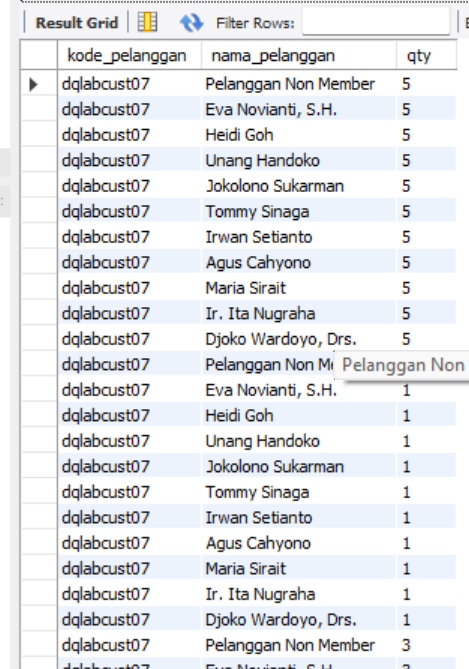 Result Grid Filter Rows:
kode_pelanggan nama_pelanggan qty
dqlabcust07 Pelanggan Non Member 5
dqlabcust07 Eva Novianti, S.H. 5
dqlabcust07 Heidi Goh 5
dqlabcust07 Unang Handoko 5
dqlabcust07 Jokolono Sukarman 5
dqlabcust07 Tommy Sinaga 5
dqlabcust07 Irwan Setianto 5
dqlabcust07 Agus Cahyono 5
dqlabcust07 Maria Sirait 5
dqlabcust07 Ir. Ita Nugraha 5
dqlabcust07 Djoko Wardoyo, Drs. 5
dqlabcust07 Pelanggan Non Pelanggan Non
dqlabcust07 Eva Novianti, S.H. 1
dqlabcust07 Heidi Goh 1
dqlabcust07 Unang Handoko 1
dqlabcust07 Jokolono Sukarman 1
dqlabcust07 Tommy Sinaga 1
dqlabcust07 Irwan Setianto 1
dqlabcust07 Agus Cahyono 1
dqlabcust07 Maria Sirait 1
dqlabcust07 Ir. Ita Nugraha 1
dqlabcust07 Djoko Wardoyo, Drs. 1
dqlabcust07 Pelanggan Non Member 3